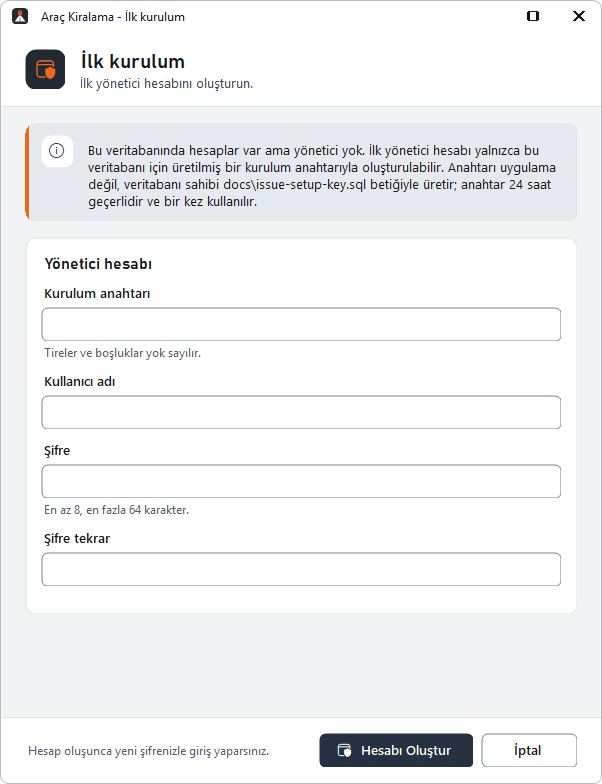 Araç Kiralama - İlk kurulum
İlk kurulum
İlk yönetici hesabını oluşturun.
Bu veritabanında hesaplar var ama yönetici yok. İlk yönetici hesabı yalnızca bu
veritabanı için üretilmiş bir kurulum anahtarıyla oluşturulabilir. Anahtarı uygulama
değil, veritabanı sahibi docs\issue-setup-key.sql betiğiyle üretir; anahtar 24 saat
geçerlidir ve bir kez kullanılır.
Yönetici hesabı
Kurulum anahtarı
Tireler ve boşluklar yok sayılır.
Kullanıcı adı
Şifre
En az 8, en fazla 64 karakter.
Şifre tekrar
Hesap oluşunca yeni şifrenizle giriş yaparsınız.
Hesabı Oluştur
İptal